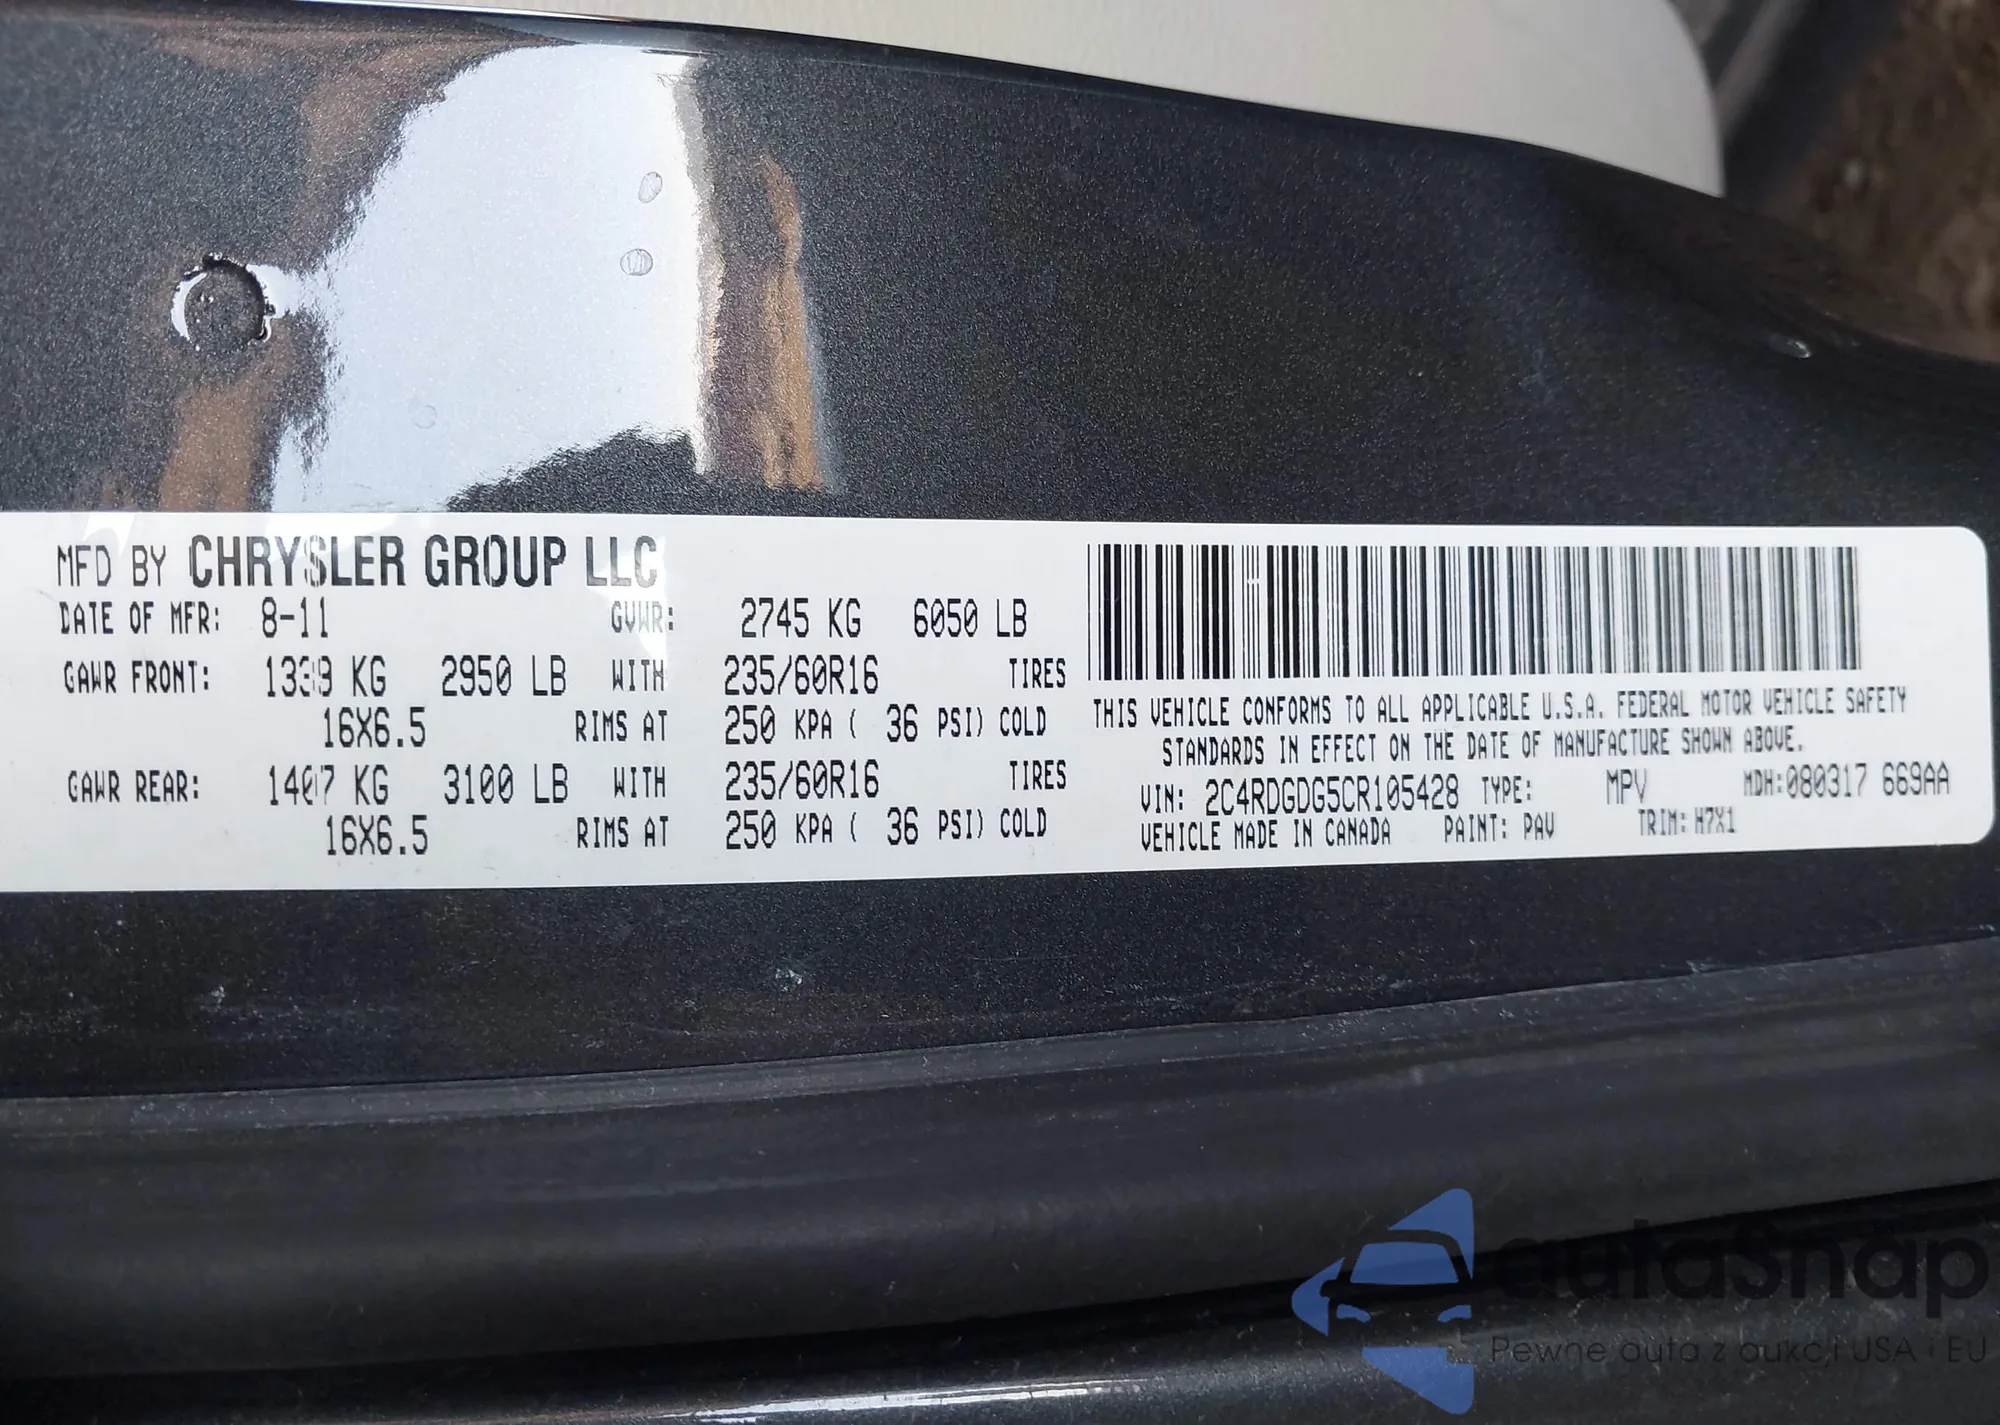 MFD BY CHRYSLER GROUP LLC
DATE OF MFR: 8-11 GVWR: 2745 KG 6050 LB
GAWR FRONT: 1339 KG 2950 LB WITH 235/60R16 TIRES
16X6.5 RIMS AT 250 KPA ( 36 PSI) COLD
GAWR REAR: 1407 KG 3100 LB WITH 235/60R16 TIRES
16X6.5 RIMS AT 250 KPA ( 36 PSI) COLD
THIS VEHICLE CONFORMS TO ALL APPLICABLE U.S.A. FEDERAL MOTOR VEHICLE SAFETY
STANDARDS IN EFFECT ON THE DATE OF MANUFACTURE SHOWN ABOVE.
VIN: 2C4RDGDG5CR105428 TYPE: MPV MDH:080317 669AA
VEHICLE MADE IN CANADA PAINT: PAV TRIM: H7X1
autaSnap
Pewne auta z aukcji USA i EU